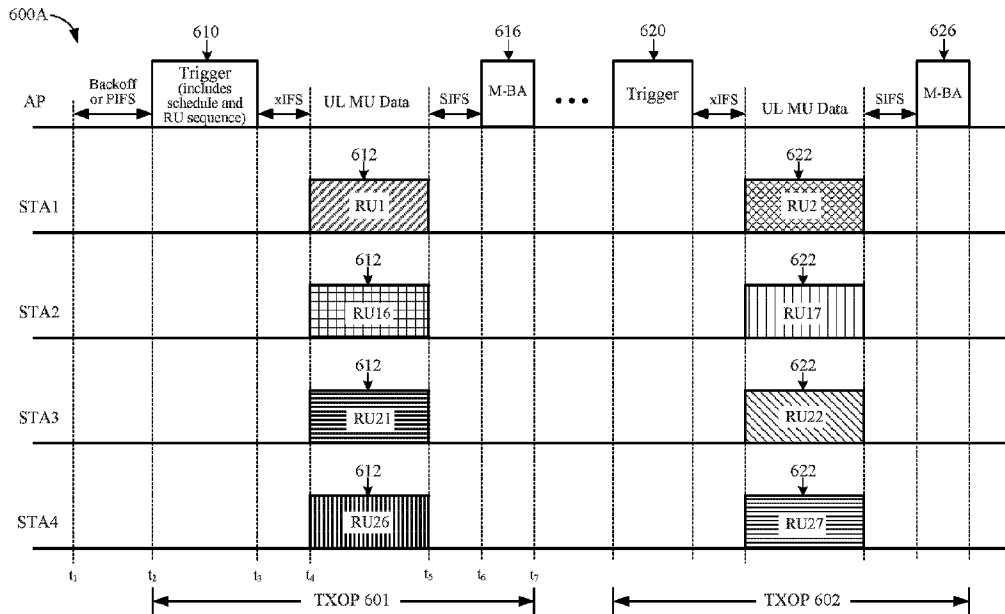 600A
610
616
620
626
Backoff
or PIFS
Trigger
(includes
schedule and
RU sequence)
xIFS
UL MU Data
SIFS
M-BA
Trigger
xIFS
UL MU Data
SIFS
M-BA
AP
612
622
STA1
RU1
RU2
612
622
STA2
RU16
RU17
612
622
STA3
RU21
RU22
612
622
STA4
RU26
RU27
t1
t2
t3
t4
t5
t6
t7
TXOP 601
TXOP 602